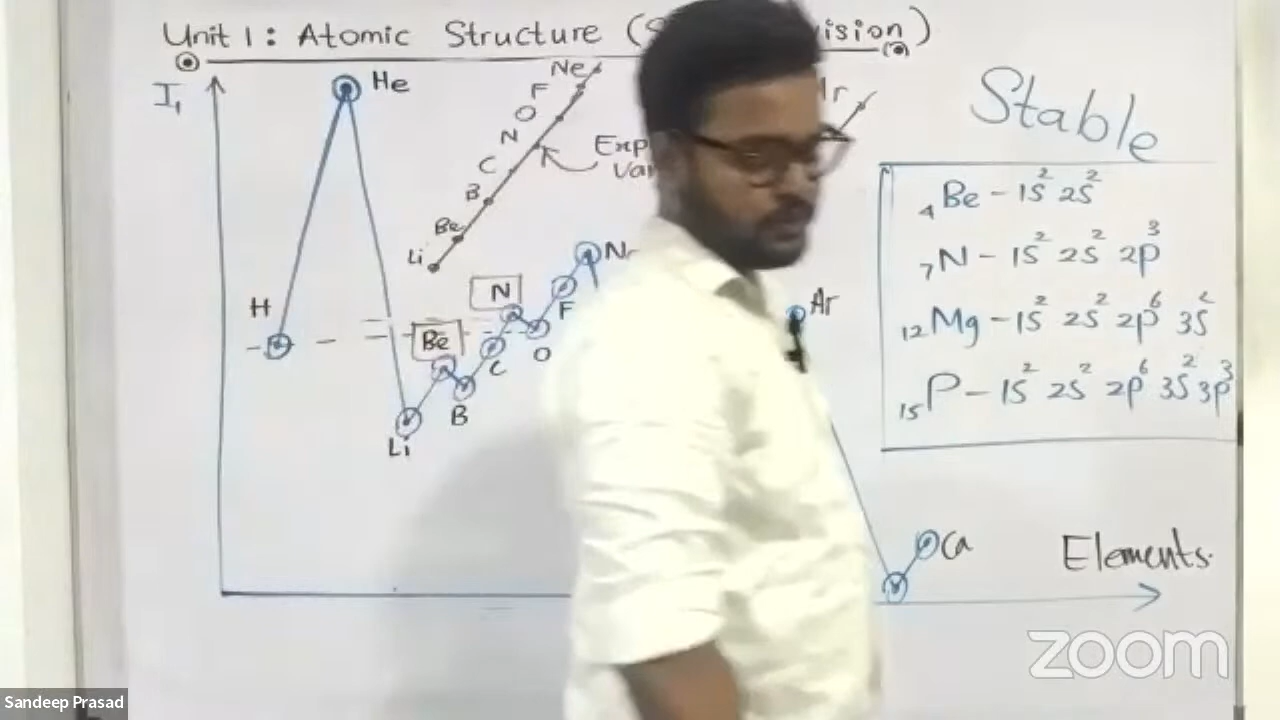 Unit 1: Atomic Structure (S ision)
I₁
He
Ne
F
O
N
C
B
Be
Li
Exp
Var
Ar
Stable
₄Be - 1s² 2s²
₇N - 1s² 2s² 2p³
₁₂Mg - 1s² 2s² 2p⁶ 3s²
₁₅P - 1s² 2s² 2p⁶ 3s² 3p³
H
N
Be
Ne
F
O
C
B
Li
Ar
Ca
Elements.
zoom
Sandeep Prasad